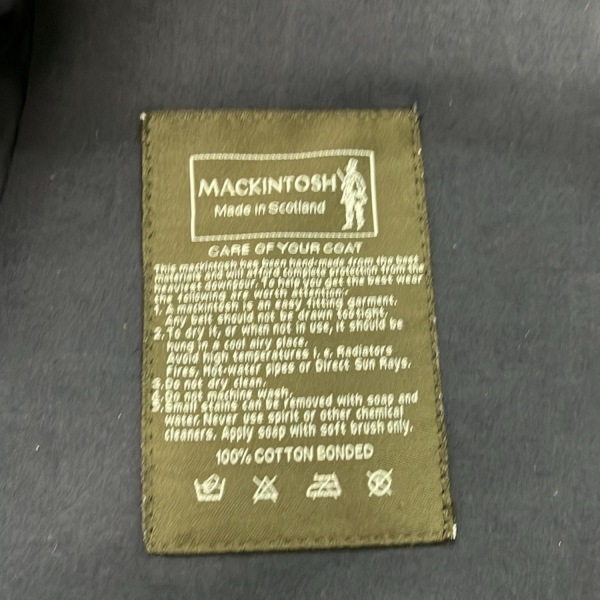 MACKINTOSH
Made in Scotland
CARE OF YOUR COAT
This mackintosh has been hand-made from the best
and will afford complete protection from the
downpour. To help you get the best wear
the following are worth
1. A mackintosh is an easy fitting garment.
Any belt should not be drawn too tight.
2. To dry it, or when not in use, it should be
hung in a cool airy place.
Avoid high temperatures i.e. Radiators
Fires, Hot-water pipes or Direct Sun Rays.
3. Do not dry clean.
4. Do not machine wash.
5. Small stains can be removed with soap and
water. Never use spirit or other chemical
cleaners. Apply soap with soft brush only.
100% COTTON BONDED